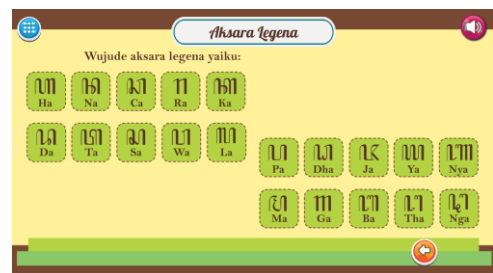 Aksara Legena
Wujude aksara legena yaiku:
ꦲ ꦤ ꦕ ꦫ ꦏ
Ha Na Ca Ra Ka
ꦢ ꦠ ꦱ ꦮ ꦭ
Da Ta Sa Wa La
ꦥ ꦝ ꦗ ꦪ ꦚ
Pa Dha Ja Ya Nya
ꦩ ꦒ ꦧ ꦛ ꦔ
Ma Ga Ba Tha Nga